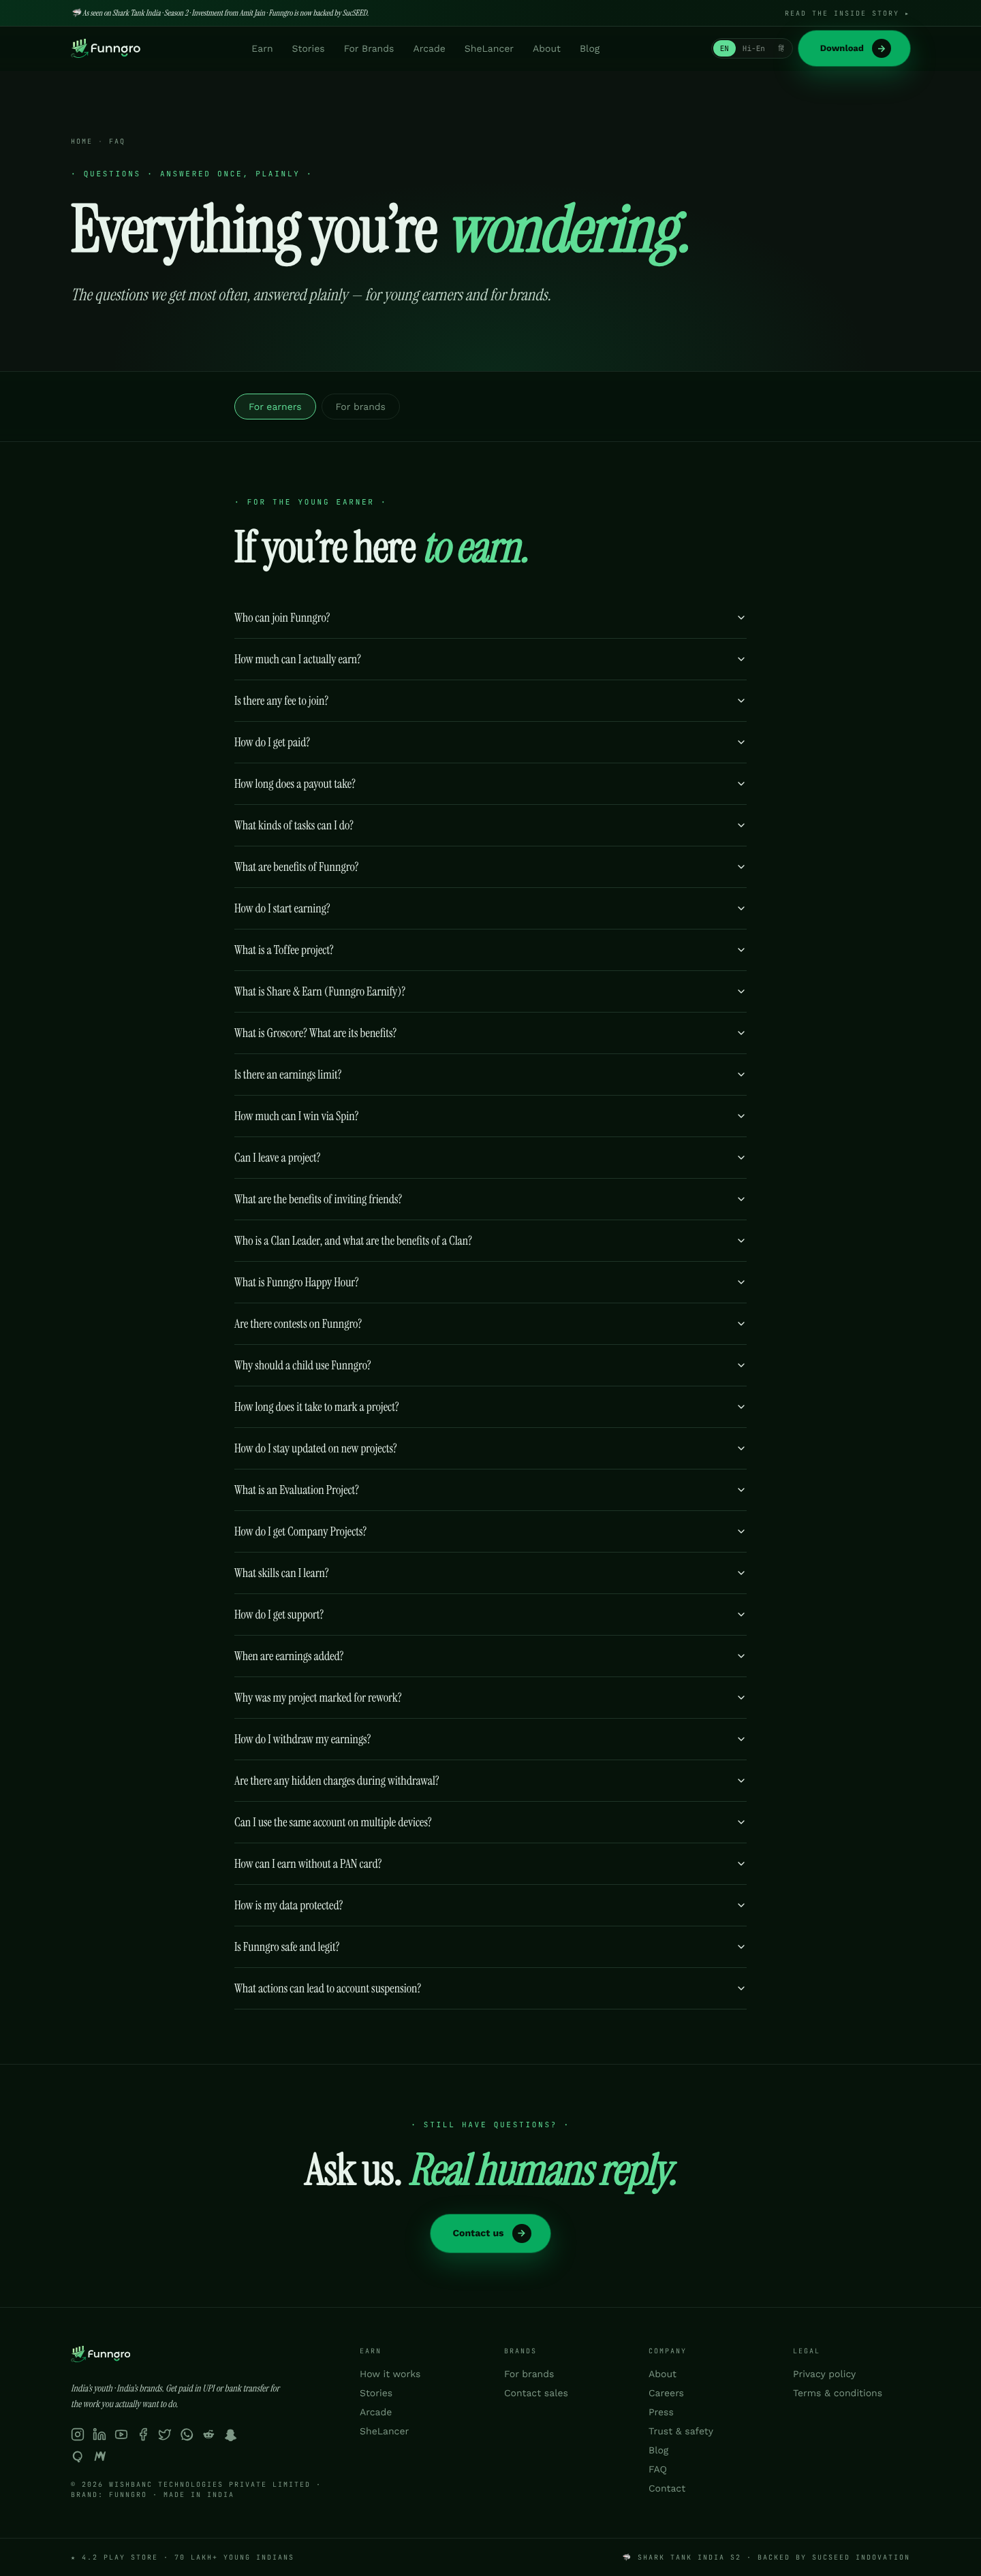 As seen on Shark Tank India · Season 2 · Investment from Amit Jain · Funngro is now backed by SucSEED.
READ THE INSIDE STORY
Funngro
Earn Stories For Brands Arcade SheLancer About Blog
EN Hi-En हि
Download
HOME · FAQ
· QUESTIONS · ANSWERED ONCE, PLAINLY ·
Everything you’re wondering.
The questions we get most often, answered plainly — for young earners and for brands.
For earners For brands
· FOR THE YOUNG EARNER ·
If you’re here to earn.
Who can join Funngro?
How much can I actually earn?
Is there any fee to join?
How do I get paid?
How long does a payout take?
What kinds of tasks can I do?
What are benefits of Funngro?
How do I start earning?
What is a Toffee project?
What is Share & Earn (Funngro Earnify)?
What is Groscore? What are its benefits?
Is there an earnings limit?
How much can I win via Spin?
Can I leave a project?
What are the benefits of inviting friends?
Who is a Clan Leader, and what are the benefits of a Clan?
What is Funngro Happy Hour?
Are there contests on Funngro?
Why should a child use Funngro?
How long does it take to mark a project?
How do I stay updated on new projects?
What is an Evaluation Project?
How do I get Company Projects?
What skills can I learn?
How do I get support?
When are earnings added?
Why was my project marked for rework?
How do I withdraw my earnings?
Are there any hidden charges during withdrawal?
Can I use the same account on multiple devices?
How can I earn without a PAN card?
How is my data protected?
Is Funngro safe and legit?
What actions can lead to account suspension?
· STILL HAVE QUESTIONS? ·
Ask us. Real humans reply.
Contact us
Funngro
India’s youth · India’s brands. Get paid in UPI or bank transfer for
the work you actually want to do.
© 2026 WISHBANC TECHNOLOGIES PRIVATE LIMITED ·
BRAND: FUNNGRO · MADE IN INDIA
EARN
How it works
Stories
Arcade
SheLancer
BRANDS
For brands
Contact sales
COMPANY
About
Careers
Press
Trust & safety
Blog
FAQ
Contact
LEGAL
Privacy policy
Terms & conditions
★ 4.2 PLAY STORE · 70 LAKH+ YOUNG INDIANS
SHARK TANK INDIA S2 · BACKED BY SUCSEED INDOVATION